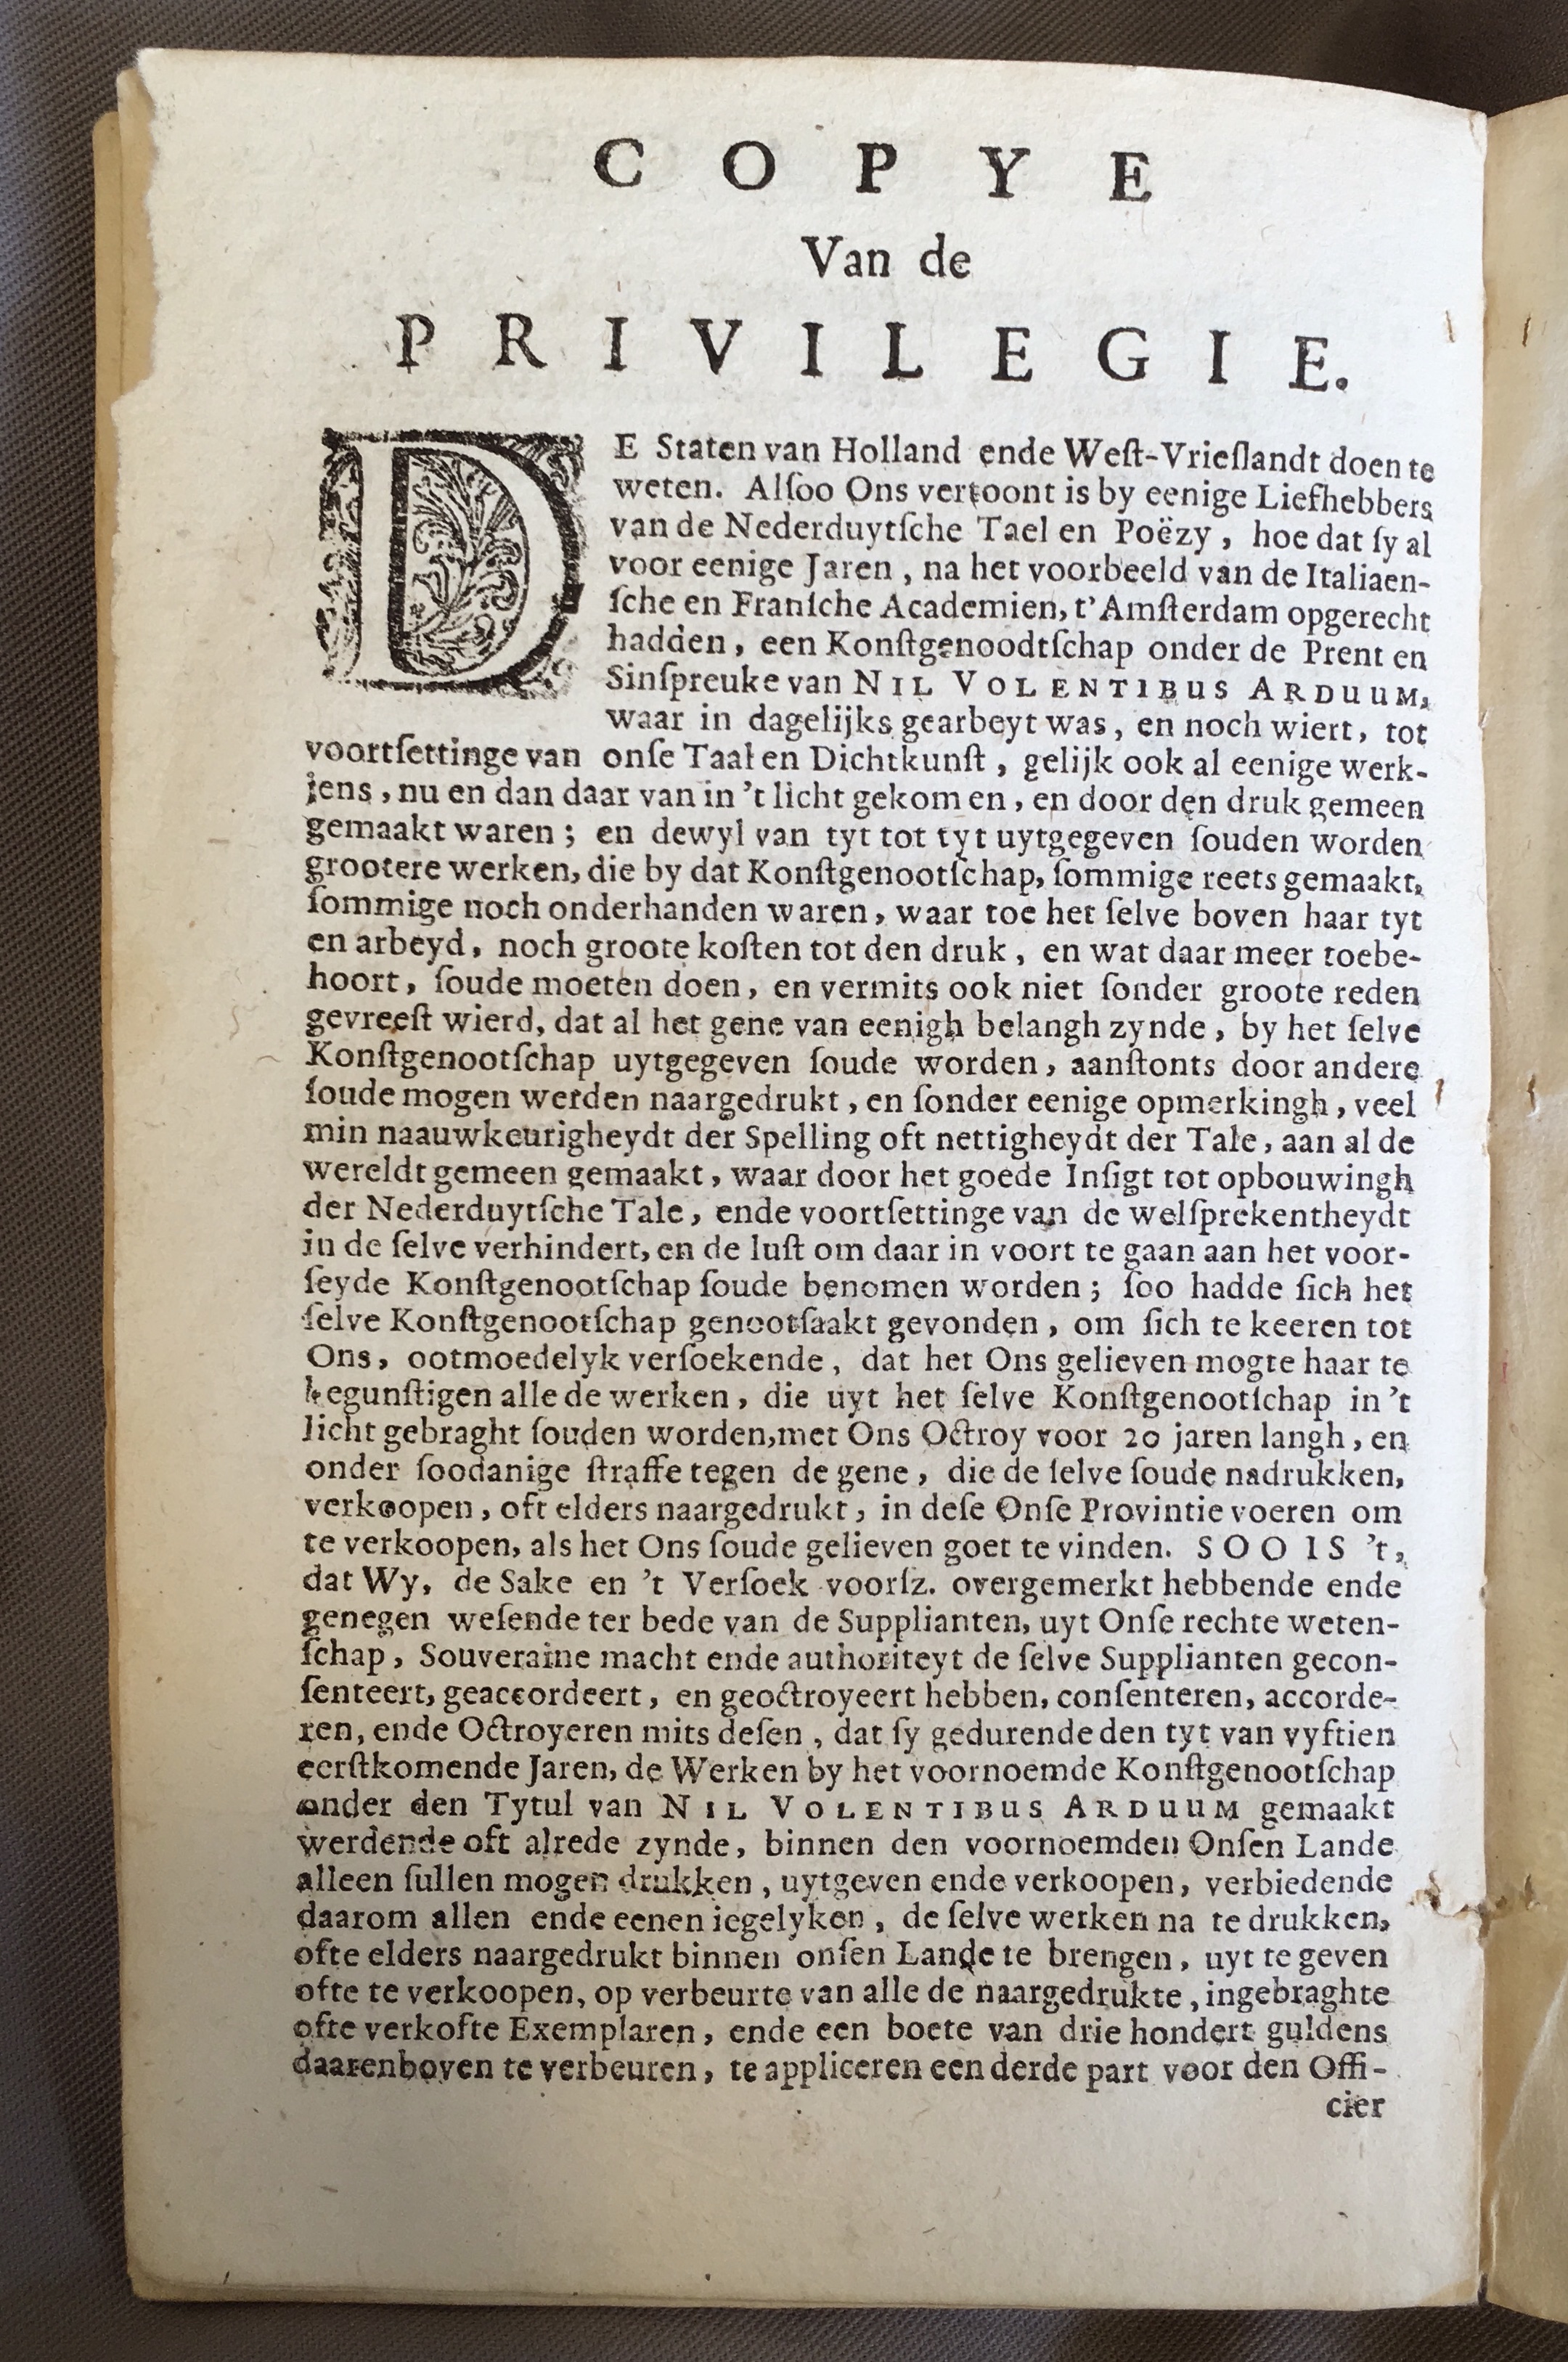 COPYE
Van de
PRIVILEGIE.
DE Staten van Holland ende Weſt-Vrieſlandt doen te
weten. Alſoo Ons vertoont is by eenige Liefhebbers
van de Nederduytſche Tael en Poëzy, hoe dat ſy al
voor eenige Jaren, na het voorbeeld van de Italiaen-
ſche en Franſche Academien, t'Amſterdam opgerecht
hadden, een Konſtgenoodtſchap onder de Prent en
Sinſpreuke van NIL VOLENTIBUS ARDUUM,
waar in dagelijks gearbeyt was, en noch wiert, tot
voortſettinge van onſe Taal en Dichtkunſt, gelijk ook al eenige werk-
jens, nu en dan daar van in 't licht gekomen, en door den druk gemeen
gemaakt waren; en dewyl van tyt tot tyt uytgegeven ſouden worden
grootere werken, die by dat Konſtgenootſchap, ſommige reets gemaakt,
ſommige noch onderhanden waren, waar toe het ſelve boven haar tyt
en arbeyd, noch groote koſten tot den druk, en wat daar meer toebe-
hoort, ſoude moeten doen, en vermits ook niet ſonder groote reden
gevreeſt wierd, dat al het gene van eenigh belangh zynde, by het ſelve
Konſtgenootſchap uytgegeven ſoude worden, aanſtonts door andere
ſoude mogen werden naargedrukt, en ſonder eenige opmerkingh, veel
min naauwkeurigheydt der Spelling oft nettigheydt der Tale, aan al de
wereldt gemeen gemaakt, waar door het goede Inſigt tot opbouwingh
der Nederduytſche Tale, ende voortſettinge van de welſprekentheydt
in de ſelve verhindert, en de luſt om daar in voort te gaan aan het voor-
ſeyde Konſtgenootſchap ſoude benomen worden; ſoo hadde ſich het
ſelve Konſtgenootſchap genootſaakt gevonden, om ſich te keeren tot
Ons, ootmoedelyk verſoekende, dat het Ons gelieven mogte haar te
begunſtigen alle de werken, die uyt het ſelve Konſtgenootſchap in 't
licht gebraght ſouden worden, met Ons Octroy voor 20 jaren langh, en
onder ſoodanige ſtraffe tegen de gene, die de ſelve ſoude nadrukken,
verkoopen, oft elders naargedrukt, in deſe Onſe Provintie voeren om
te verkoopen, als het Ons ſoude gelieven goet te vinden. SOO IS 't,
dat Wy, de Sake en 't Verſoek voorſz. overgemerkt hebbende ende
genegen weſende ter bede van de Supplianten, uyt Onſe rechte weten-
ſchap, Souveraine macht ende authoriteyt de ſelve Supplianten gecon-
ſenteert, geaccordeert, en geoctroyeert hebben, conſenteren, accorde-
ren, ende Octroyeren mits deſen, dat ſy gedurende den tyt van vyftien
eerſtkomende Jaren, de Werken by het voornoemde Konſtgenootſchap
onder den Tytul van NIL VOLENTIBUS ARDUUM gemaakt
werdende oft alrede zynde, binnen den voornoemden Onſen Lande
alleen ſullen mogen drukken, uytgeven ende verkoopen, verbiedende
daarom allen ende eenen iegelyken, de ſelve werken na te drukken,
ofte elders naargedrukt binnen onſen Lande te brengen, uyt te geven
ofte te verkoopen, op verbeurte van alle de naargedrukte, ingebraghte
ofte verkofte Exemplaren, ende een boete van drie hondert guldens
daarenboven te verbeuren, te appliceren een derde part voor den Offi-
cier